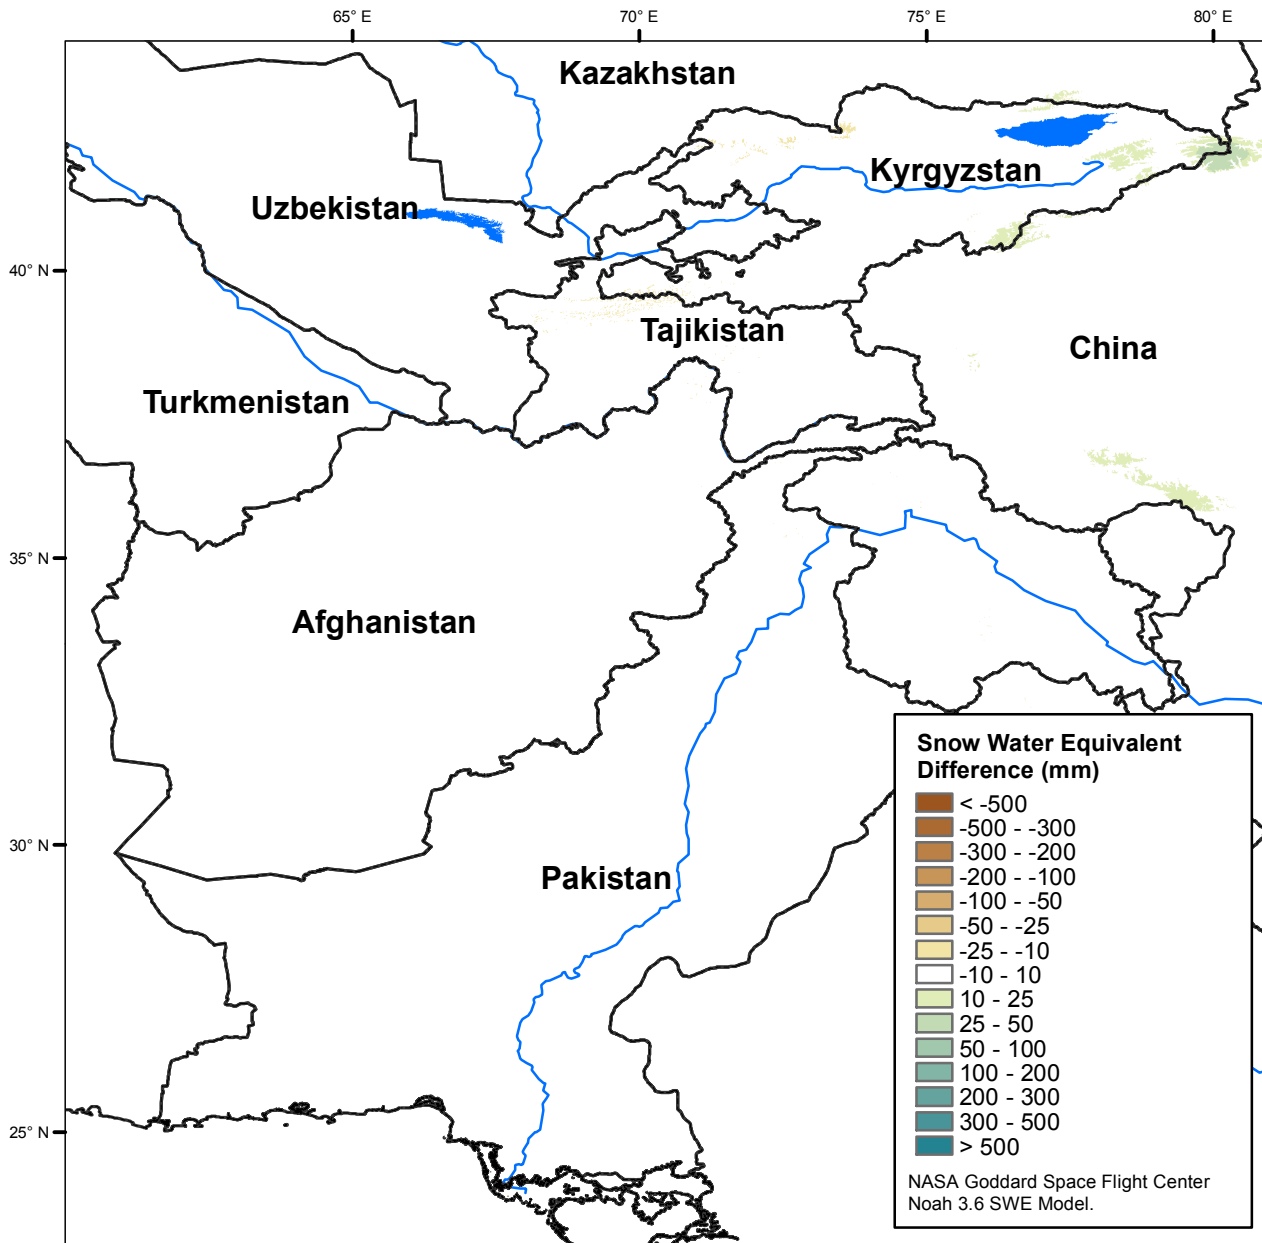 65° E
70° E
75° E
80° E
Kazakhstan
Kyrgyzstan
Uzbekistan
40° N
Tajikistan
China
Turkmenistan
35° N
Afghanistan
30° N
Pakistan
25° N
Snow Water Equivalent
Difference (mm)
< -500
-500 - -300
-300 - -200
-200 - -100
-100 - -50
-50 - -25
-25 - -10
-10 - 10
10 - 25
25 - 50
50 - 100
100 - 200
200 - 300
300 - 500
> 500
NASA Goddard Space Flight Center
Noah 3.6 SWE Model.